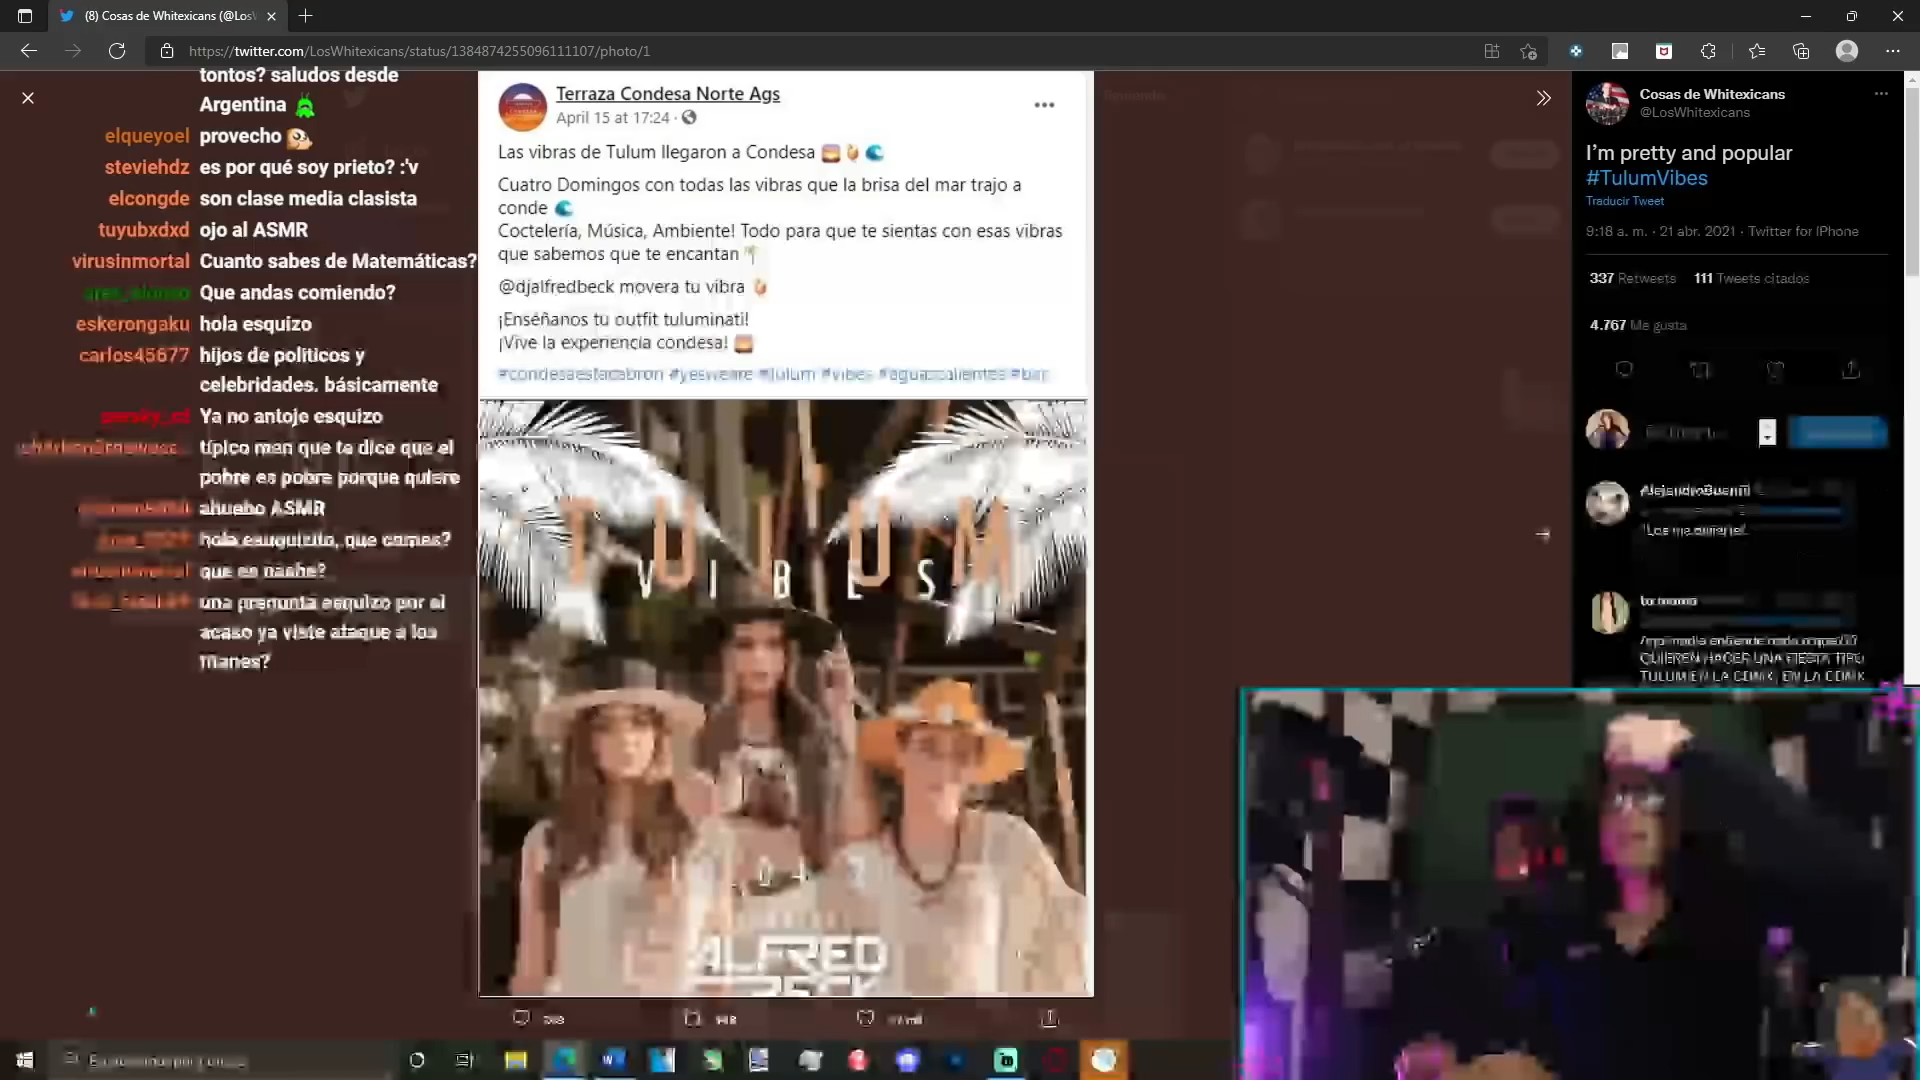 (8) Cosas de Whitexicans (@Los
https://twitter.com/LosWhitexicans/status/1384874255096111107/photo/1
tontos? saludos desde
Argentina
elqueyoel provecho
steviehdz es por qué soy prieto? :'v
elcongde son clase media clasista
tuyubxdxd ojo al ASMR
virusinmortal Cuanto sabes de Matemáticas?
Que andas comiendo?
eskerongaku hola esquizo
carlos45677 hijos de políticos y
celebridades. básicamente
Ya no antoje esquizo
típico men que te dice que el
pobre es pobre porque quiere
ahuebo ASMR
hola esuquizito, que comes?
que es nashe?
una pregunta esquizo por el
acaso ya viste ataque a los
titanes?
Terraza Condesa Norte Ags
April 15 at 17:24
Las vibras de Tulum llegaron a Condesa
Cuatro Domingos con todas las vibras que la brisa del mar trajo a
conde
Coctelería, Música, Ambiente! Todo para que te sientas con esas vibras
que sabemos que te encantan
@djalfredbeck movera tu vibra
¡Enséñanos tu outfit tuluminati!
¡Vive la experiencia condesa!
#condesaestacabron #yesweare #tulum #vibes #aguascalientes
TULUM
VIBES
ALFRED
Cosas de Whitexicans
@LosWhitexicans
I'm pretty and popular
#TulumVibes
Traducir Tweet
9:18 a. m. · 21 abr. 2021 · Twitter for iPhone
337 Retweets 111 Tweets citados
4.767 Me gusta
QUIEREN HACER UNA FIESTA TIPO
TULUM EN LA CDMX, EN LA CDMX